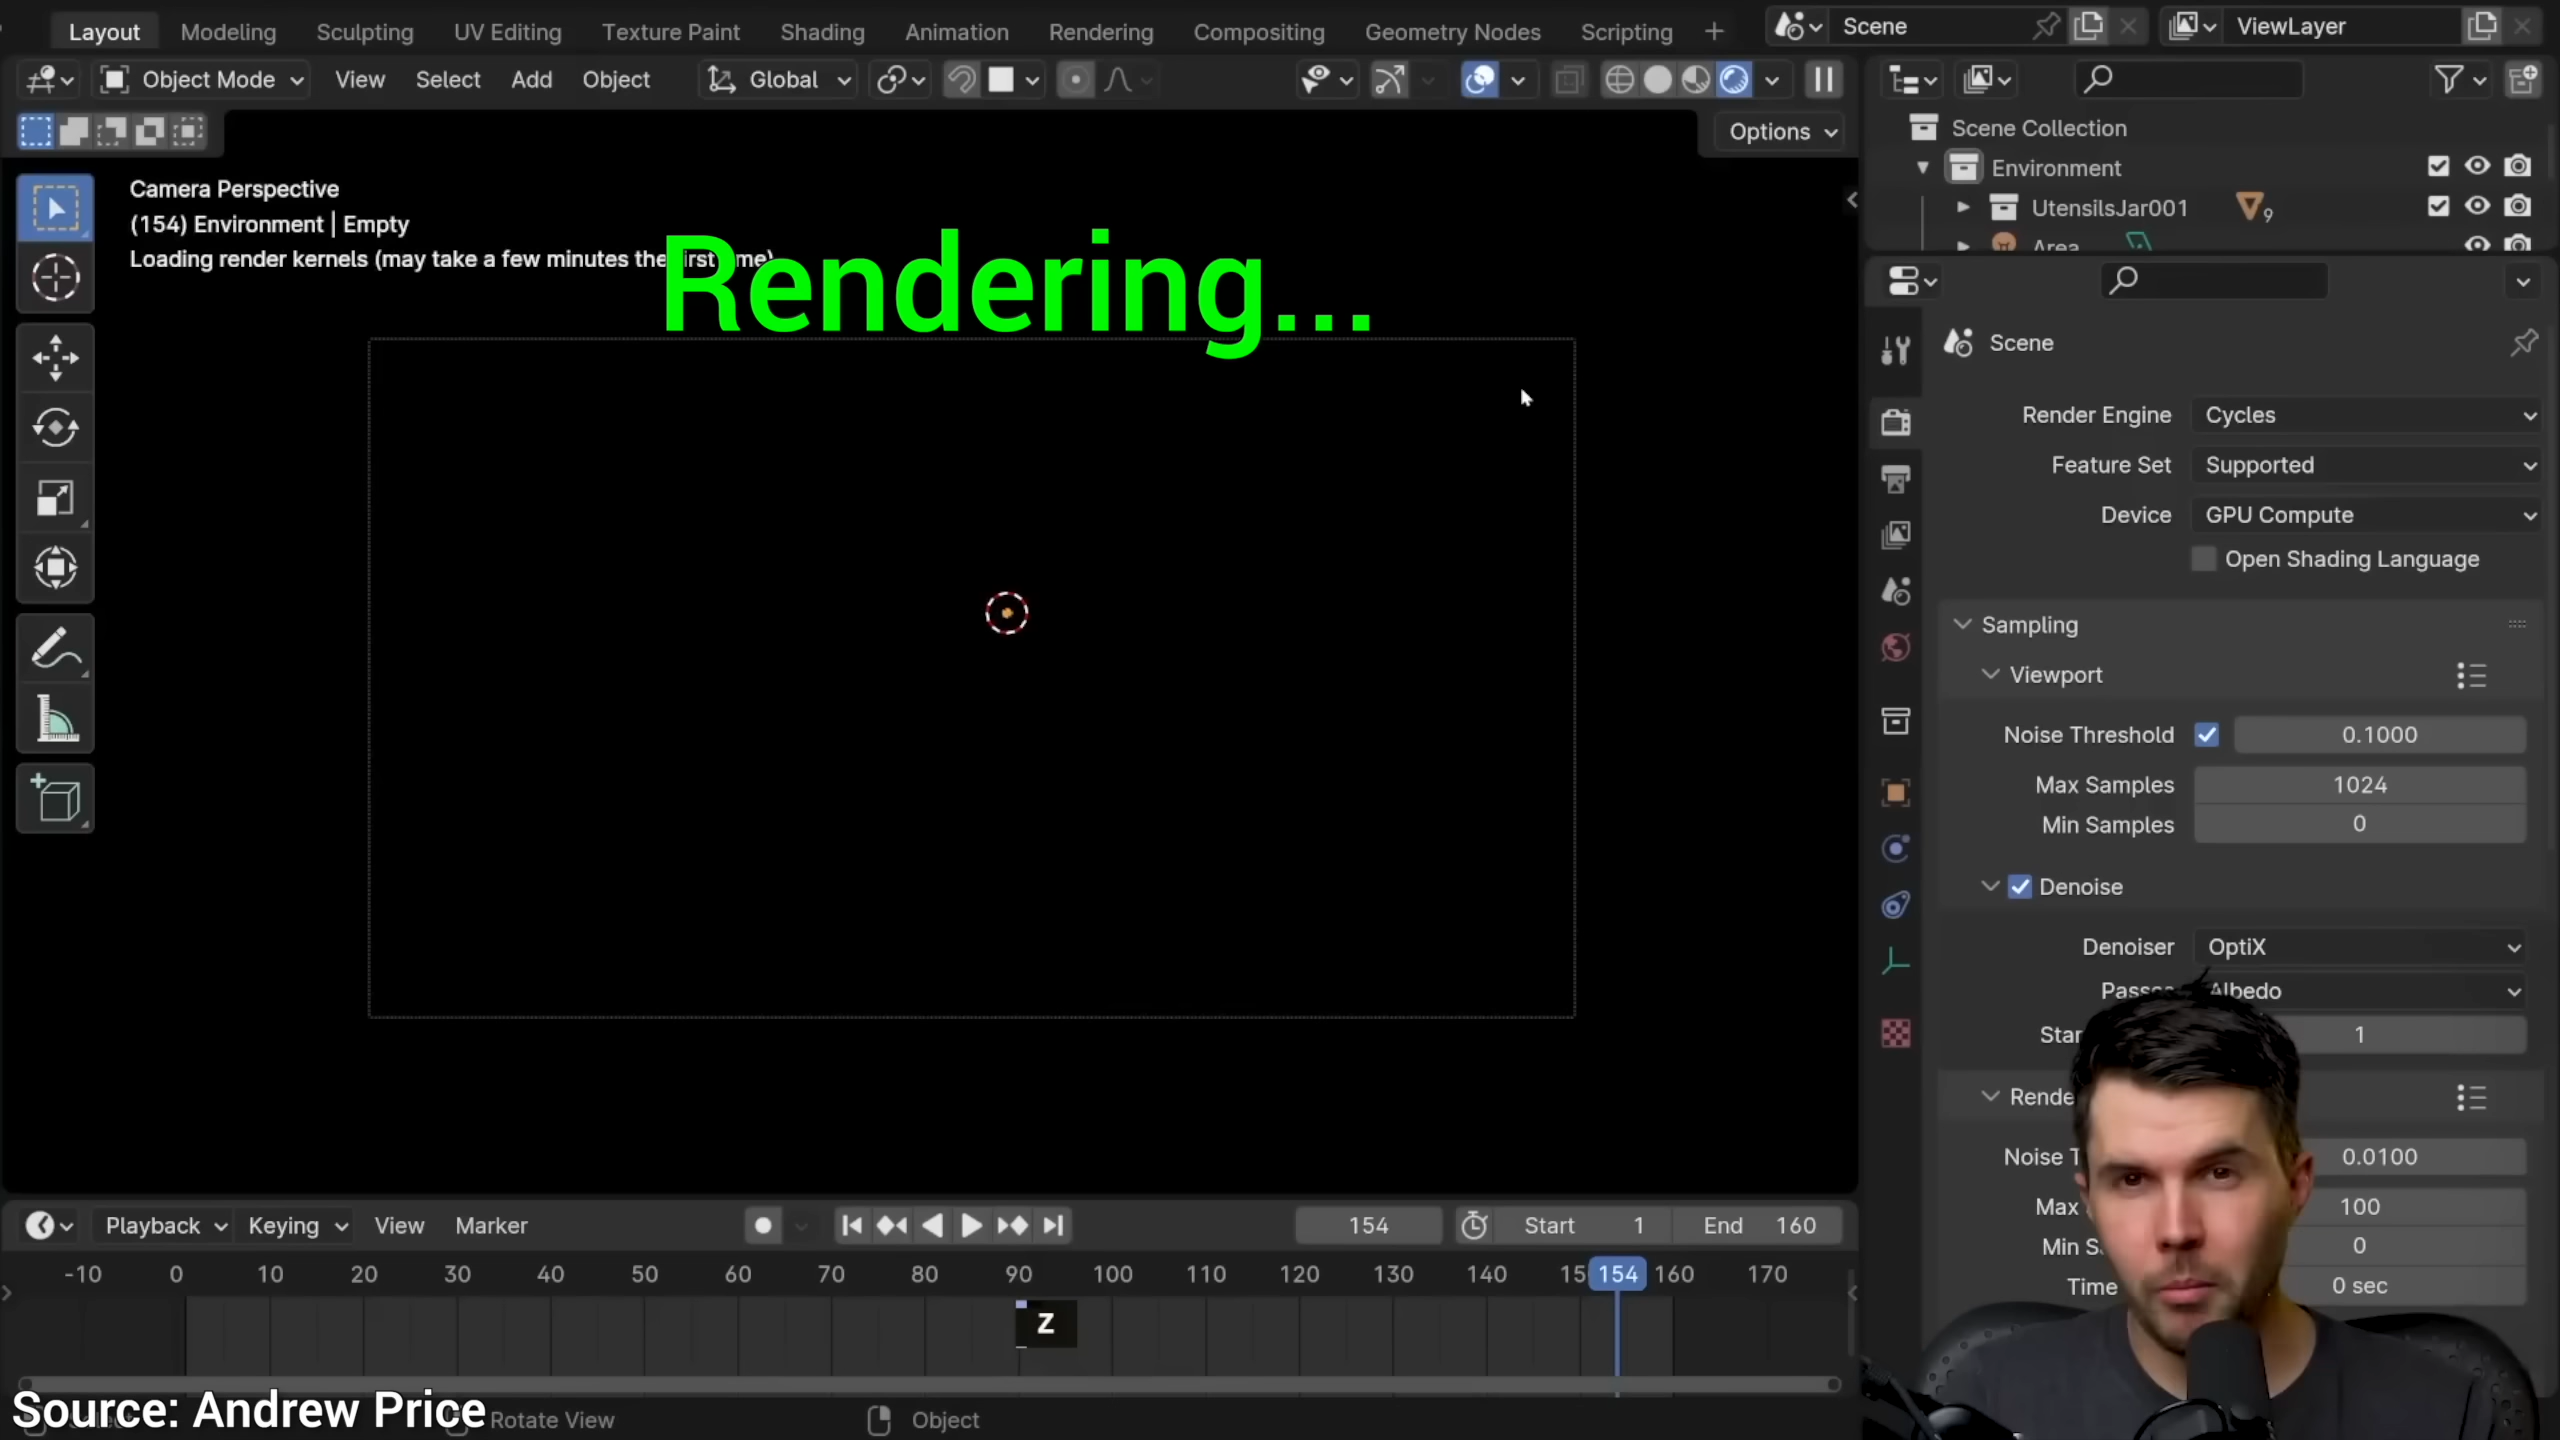 Layout Modeling Sculpting UV Editing Texture Paint Shading Animation Rendering Compositing Geometry Nodes Scripting + Scene ViewLayer
Object Mode View Select Add Object Global
Options
Camera Perspective
(154) Environment | Empty
Loading render kernels (may take a few minutes the
Rendering...
Scene Collection
Environment
UtensilsJar001 9
Area
Scene
Render Engine Cycles
Feature Set Supported
Device GPU Compute
Open Shading Language
Sampling
Viewport
Noise Threshold 0.1000
Max Samples 1024
Min Samples 0
Denoise
Denoiser OptiX
Albedo
1
Noise 0.0100
Max 100
Min 0
Time 0 sec
Playback Keying View Marker 154 Start 1 End 160
-10 0 10 20 30 40 50 60 70 80 90 100 110 120 130 140 154 160 170
Z
Source: Andrew Price
Rotate View Object